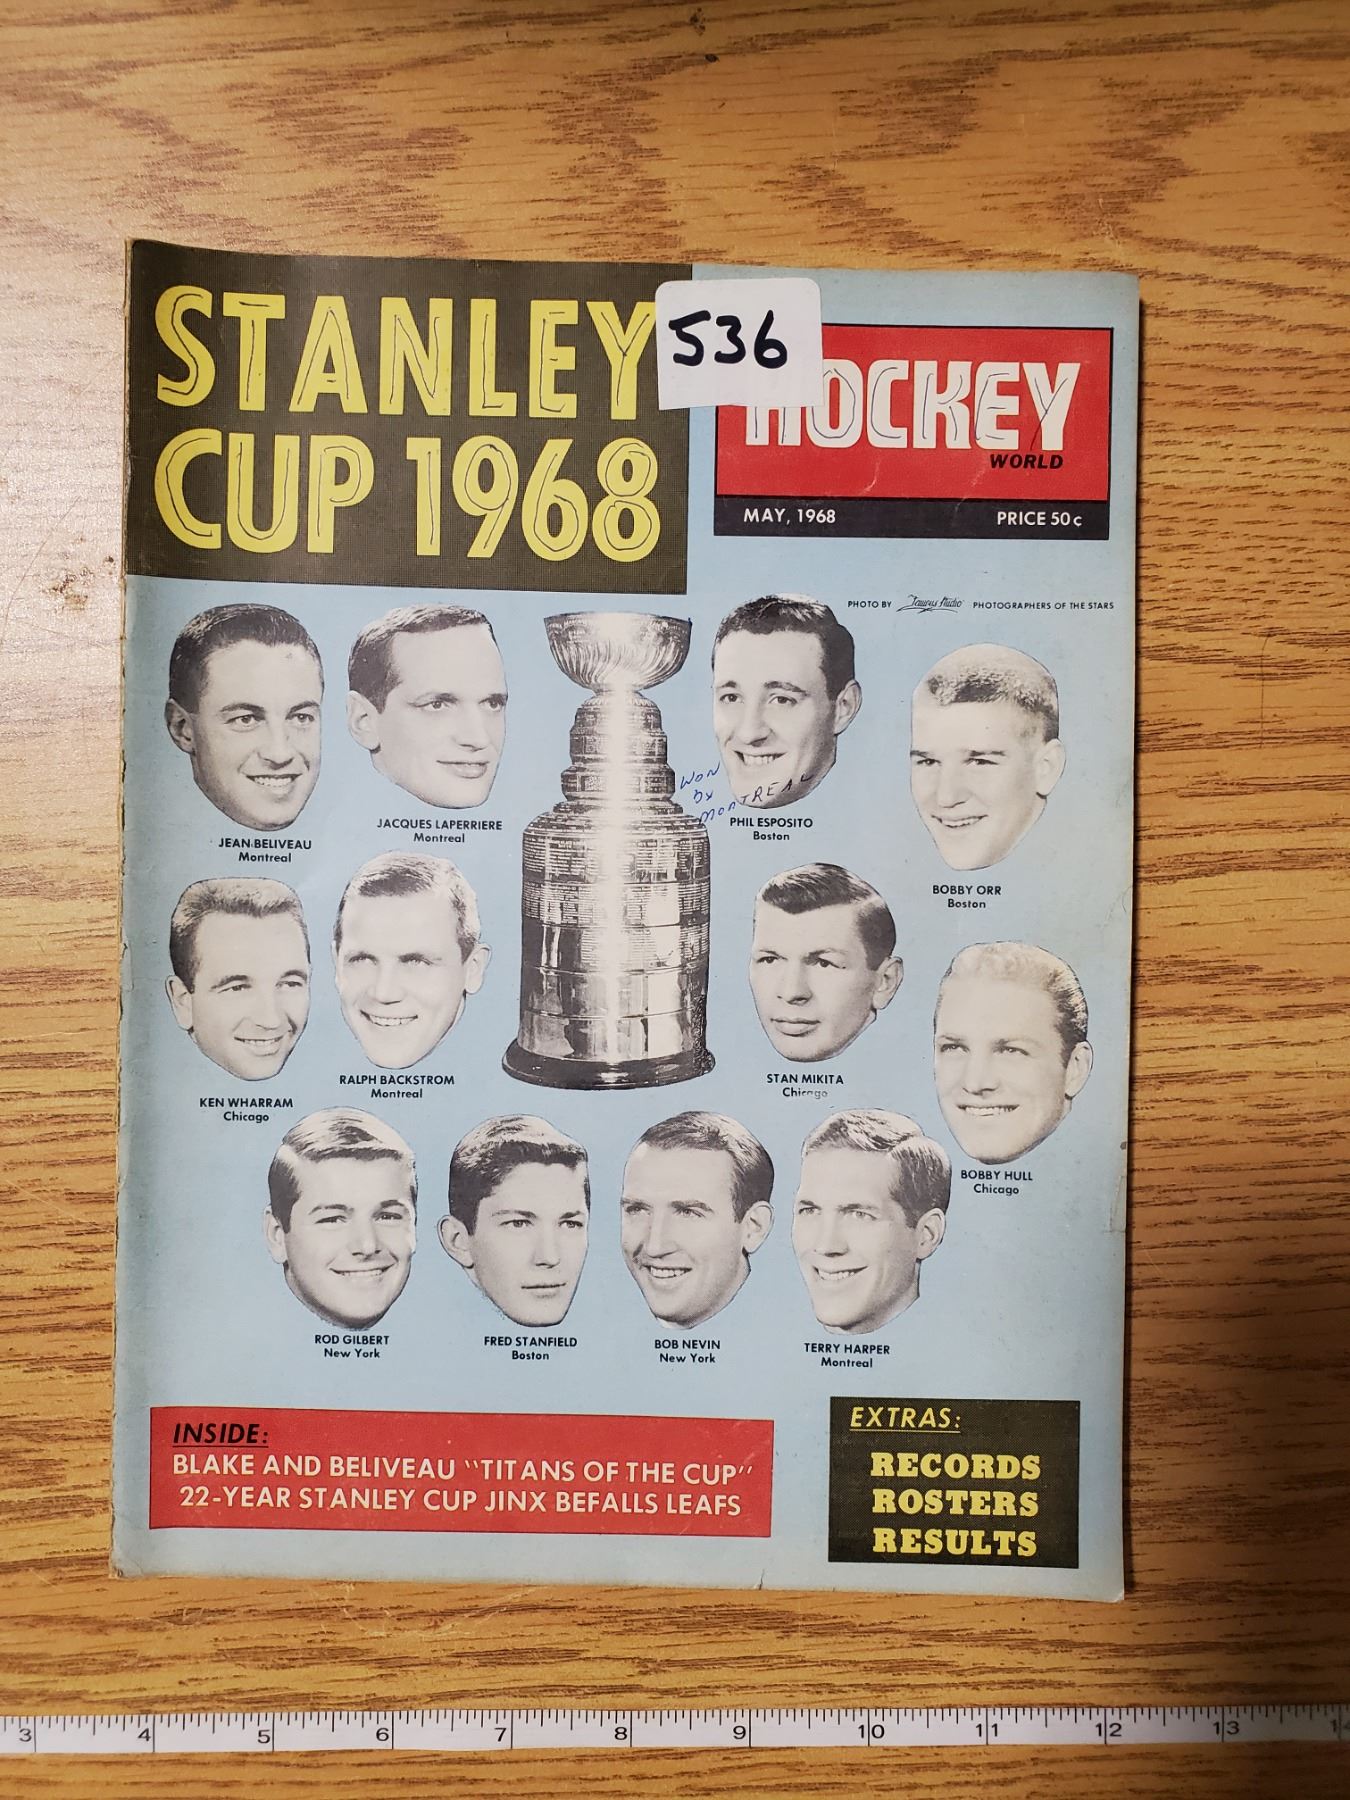 STANLEY
CUP 1968
536
HOCKEY
WORLD
MAY, 1968 PRICE 50c
PHOTO BY Taurus Studio PHOTOGRAPHERS OF THE STARS
WON
by
MONTREAL
JEAN BELIVEAU
Montreal
JACQUES LAPERRIERE
Montreal
PHIL ESPOSITO
Boston
BOBBY ORR
Boston
KEN WHARRAM
Chicago
RALPH BACKSTROM
Montreal
STAN MIKITA
Chicago
BOBBY HULL
Chicago
ROD GILBERT
New York
FRED STANFIELD
Boston
BOB NEVIN
New York
TERRY HARPER
Montreal
INSIDE:
BLAKE AND BELIVEAU "TITANS OF THE CUP"
22-YEAR STANLEY CUP JINX BEFALLS LEAFS
EXTRAS:
RECORDS
ROSTERS
RESULTS
3 4 5 6 7 8 9 10 11 12 13 14